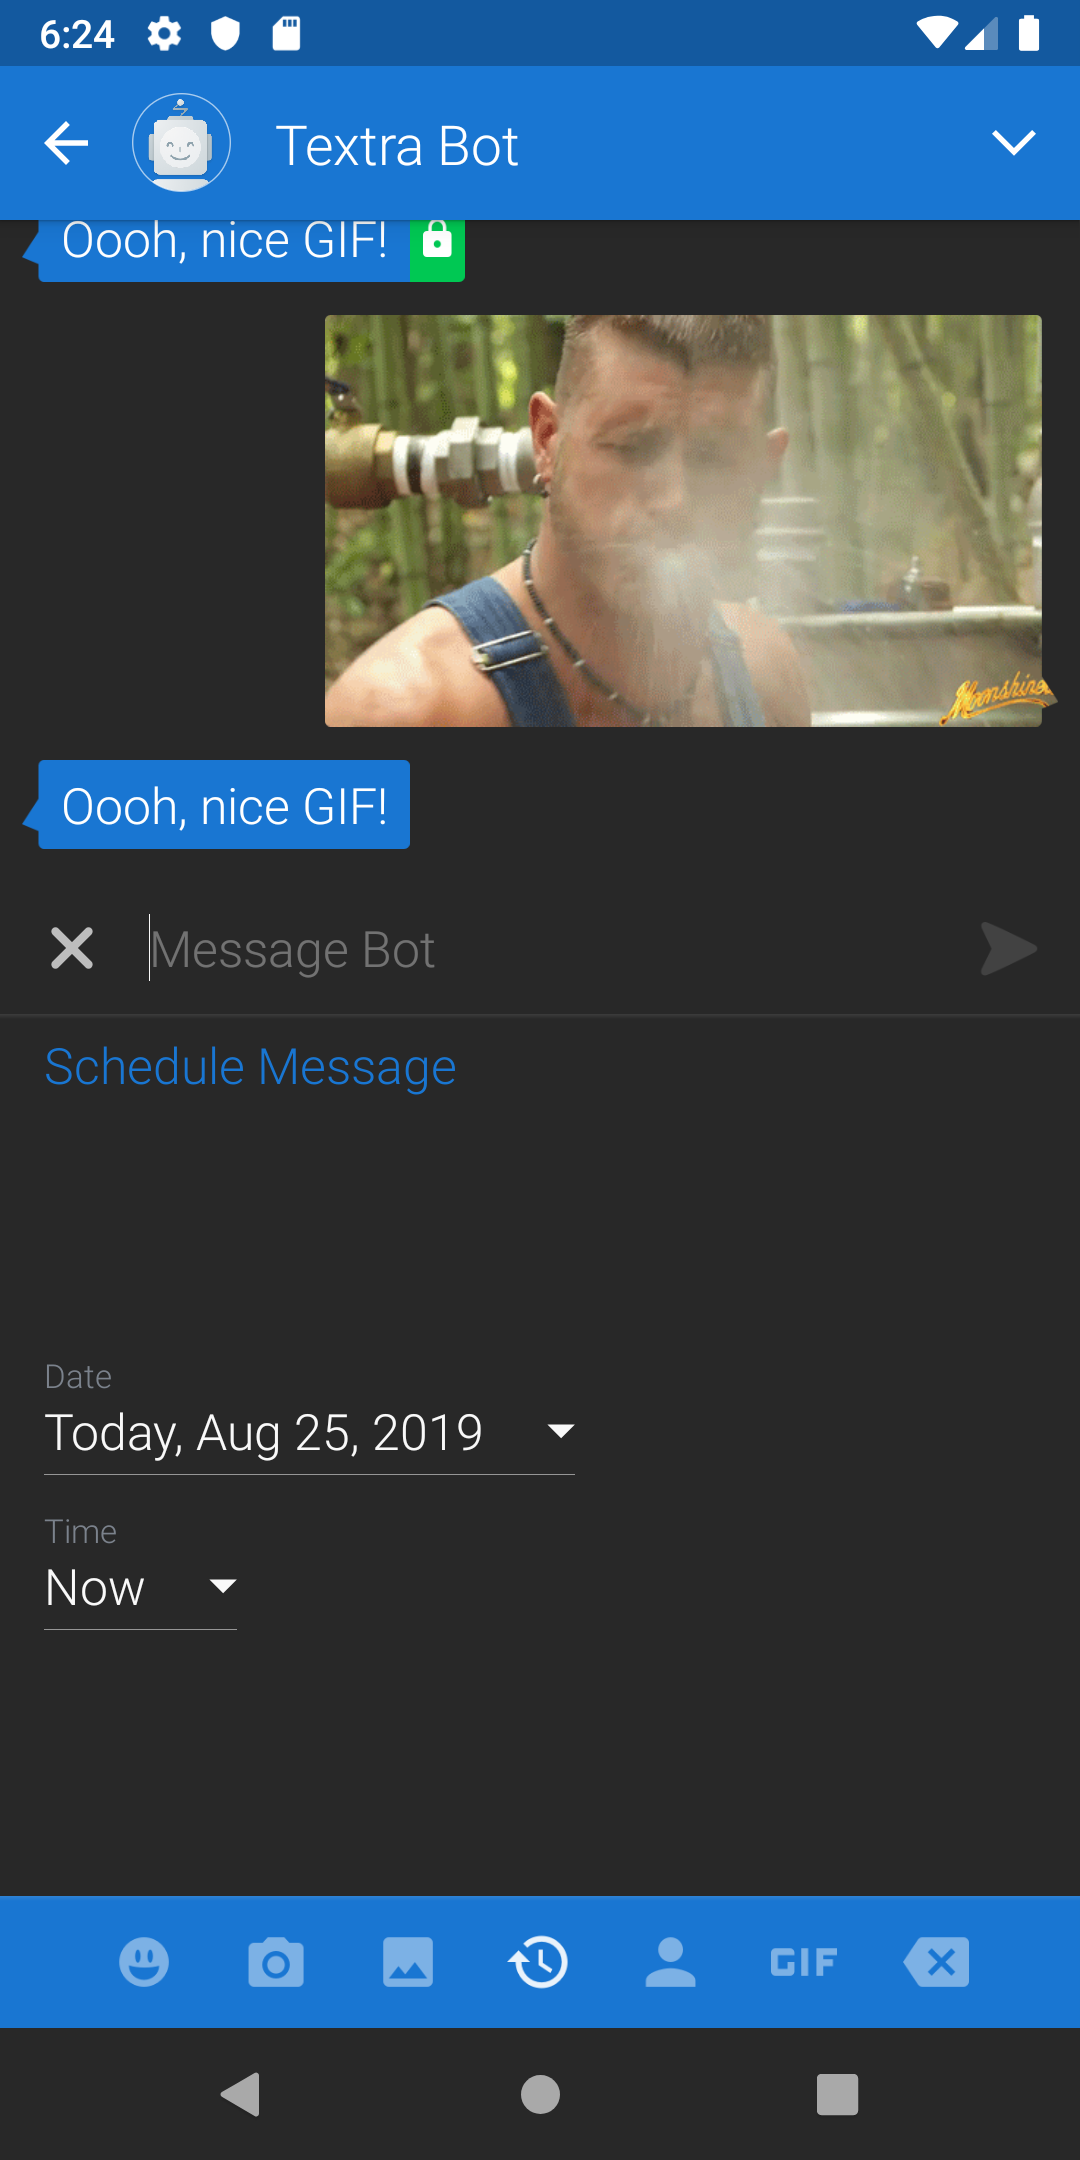 6:24
Textra Bot
Oooh, nice GIF!
Moonshiners
Oooh, nice GIF!
Message Bot
Schedule Message
Date
Today, Aug 25, 2019
Time
Now
GIF